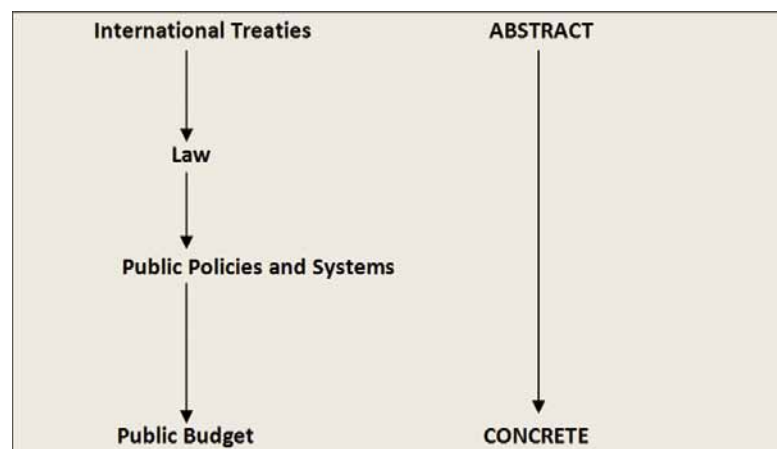 International Treaties
ABSTRACT
Law
Public Policies and Systems
Public Budget
CONCRETE